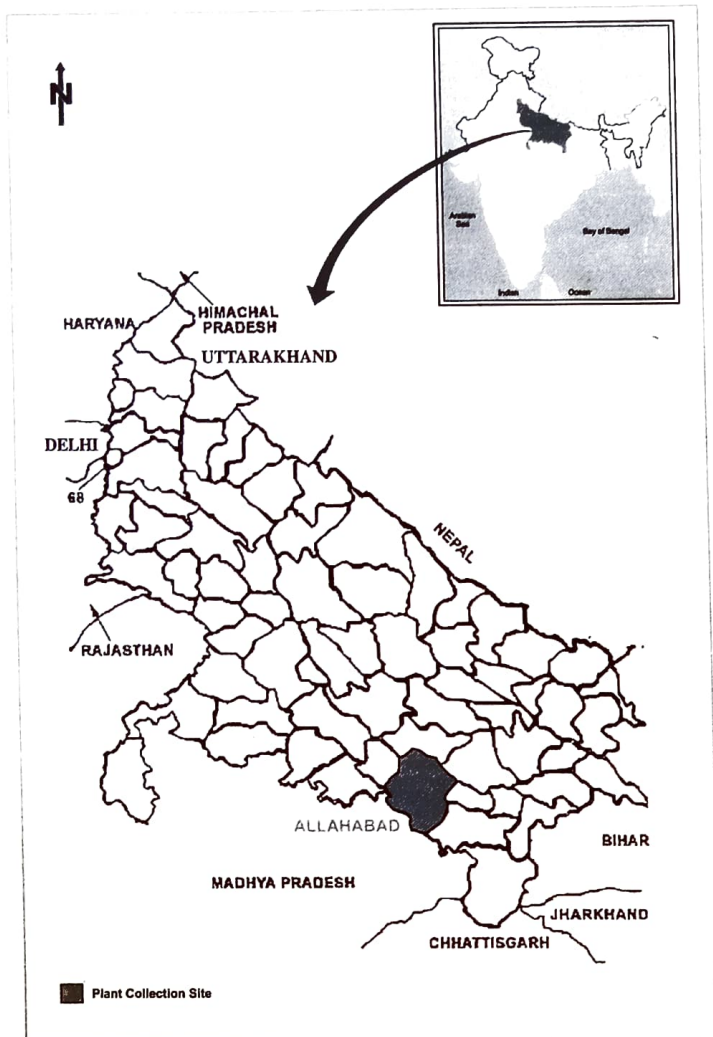 N
Arabian
Sea
Bay of Bengal
Indian Ocean
HARYANA
HIMACHAL
PRADESH
UTTARAKHAND
DELHI
68
NEPAL
RAJASTHAN
ALLAHABAD
BIHAR
MADHYA PRADESH
JHARKHAND
CHHATTISGARH
Plant Collection Site